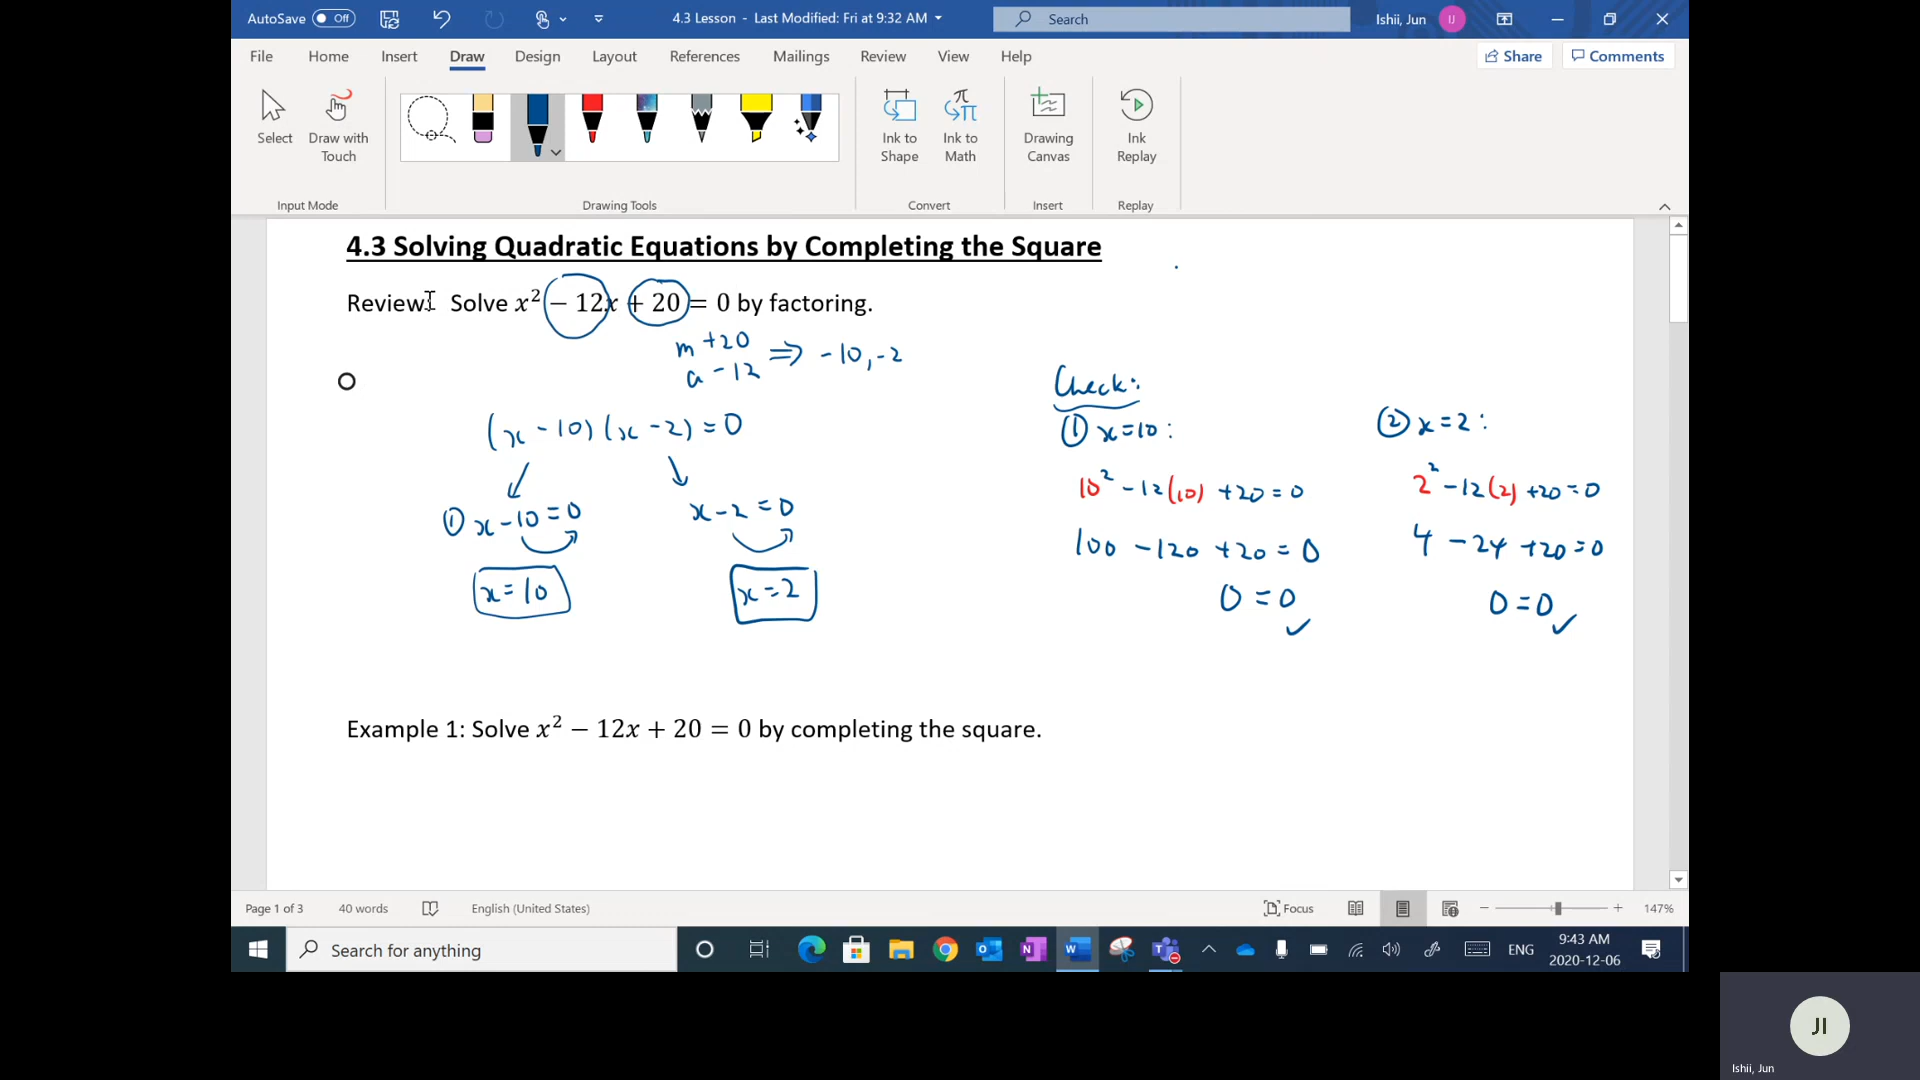 AutoSave Off 4.3 Lesson - Last Modified: Fri at 9:32 AM Search Ishii, Jun IJ
File Home Insert Draw Design Layout References Mailings Review View Help Share Comments
Select Draw with Touch Ink to Shape Ink to Math Drawing Canvas Ink Replay
Input Mode Drawing Tools Convert Insert Replay
4.3 Solving Quadratic Equations by Completing the Square
Review: Solve x² − 12x + 20 = 0 by factoring.
m +20
a -12 ⇒ -10, -2
(x - 10)(x - 2) = 0
① x - 10 = 0 x - 2 = 0
x = 10 x = 2
Check:
① x = 10:
10² - 12(10) + 20 = 0
100 - 120 + 20 = 0
0 = 0 ✓
② x = 2:
2² - 12(2) + 20 = 0
4 - 24 + 20 = 0
0 = 0 ✓
Example 1: Solve x² − 12x + 20 = 0 by completing the square.
Page 1 of 3 40 words English (United States) Focus 147%
Search for anything ENG 9:43 AM
2020-12-06
JI
Ishii, Jun